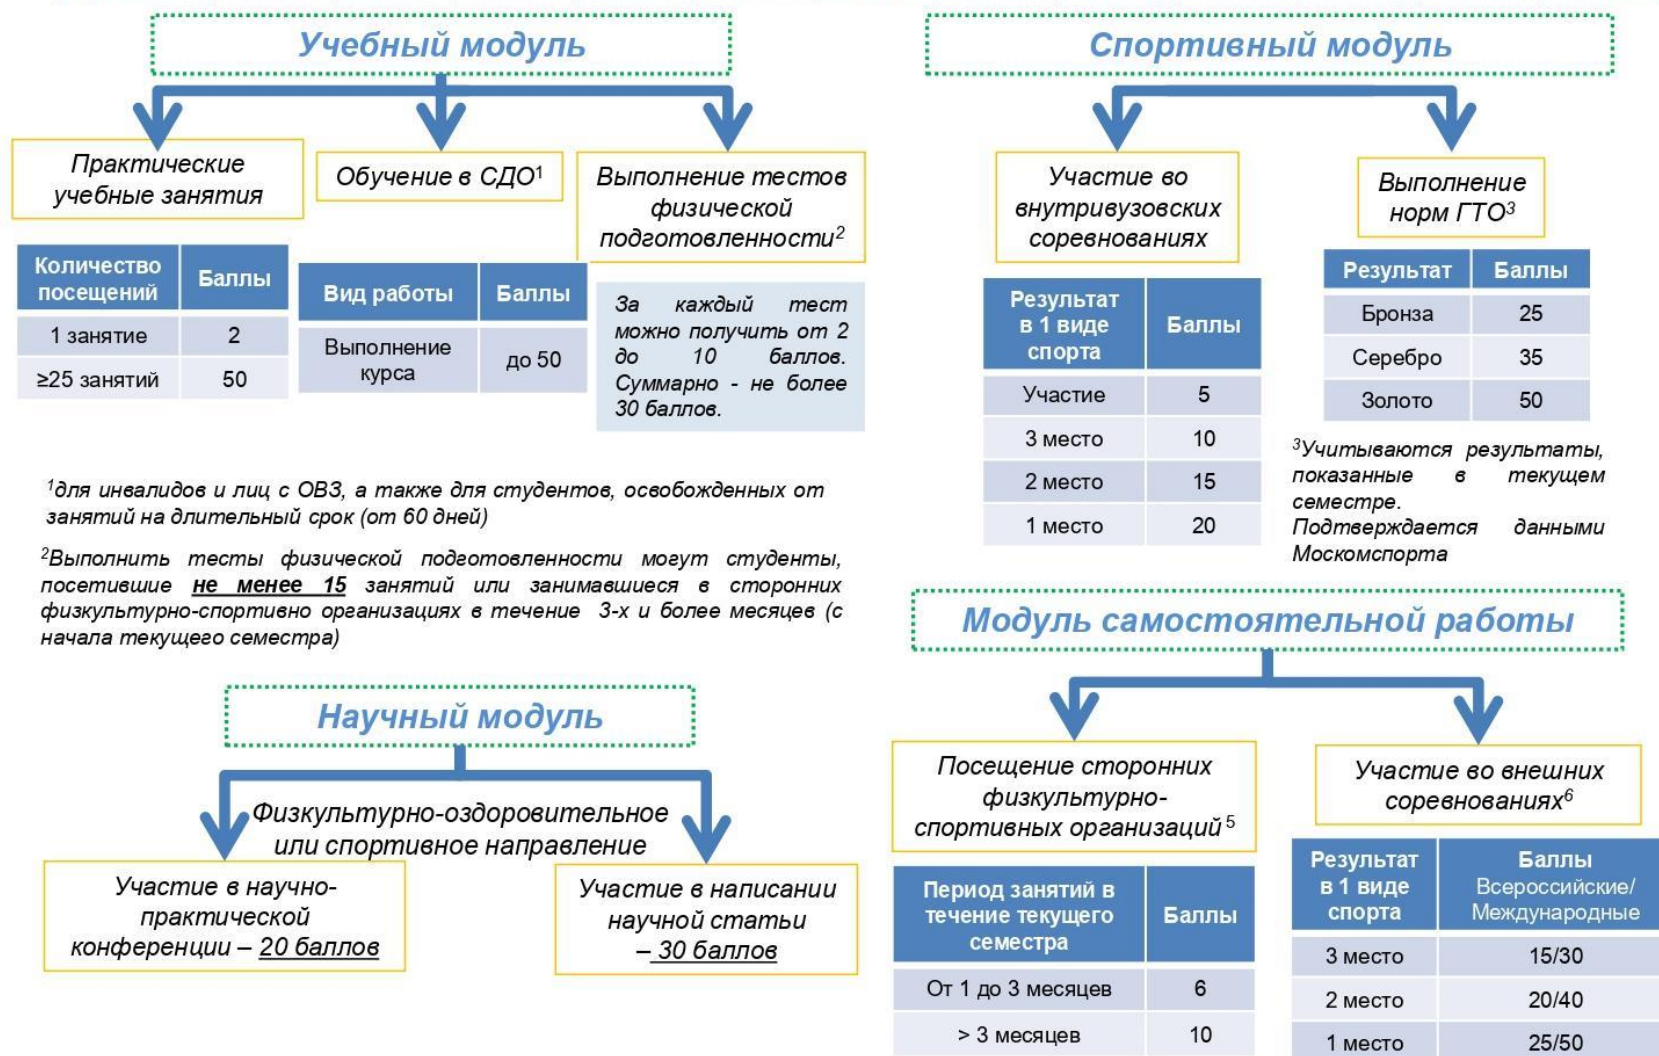 Учебный модуль
Практические
учебные занятия
Обучение в СДО¹
Выполнение тестов
физической
подготовленности²
Количество
посещений
Баллы
1 занятие
2
≥25 занятий
50
Вид работы
Баллы
Выполнение
курса
до 50
За каждый тест
можно получить от 2
до 10 баллов.
Суммарно - не более
30 баллов.
¹для инвалидов и лиц с ОВЗ, а также для студентов, освобожденных от
занятий на длительный срок (от 60 дней)
²Выполнить тесты физической подготовленности могут студенты,
посетившие не менее 15 занятий или занимавшиеся в сторонних
физкультурно-спортивно организациях в течение 3-х и более месяцев (с
начала текущего семестра)
Спортивный модуль
Участие во
внутривузовских
соревнованиях
Выполнение
норм ГТО³
Результат
в 1 виде
спорта
Баллы
Участие
5
3 место
10
2 место
15
1 место
20
Результат
Баллы
Бронза
25
Серебро
35
Золото
50
³Учитываются результаты,
показанные в текущем
семестре.
Подтверждается данными
Москомспорта
Научный модуль
Физкультурно-оздоровительное
или спортивное направление
Участие в научно-
практической
конференции – 20 баллов
Участие в написании
научной статьи
– 30 баллов
Модуль самостоятельной работы
Посещение сторонних
физкультурно-
спортивных организаций ⁵
Участие во внешних
соревнованиях⁶
Период занятий в
течение текущего
семестра
Баллы
От 1 до 3 месяцев
6
> 3 месяцев
10
Результат
в 1 виде
спорта
Баллы
Всероссийские/
Международные
3 место
15/30
2 место
20/40
1 место
25/50